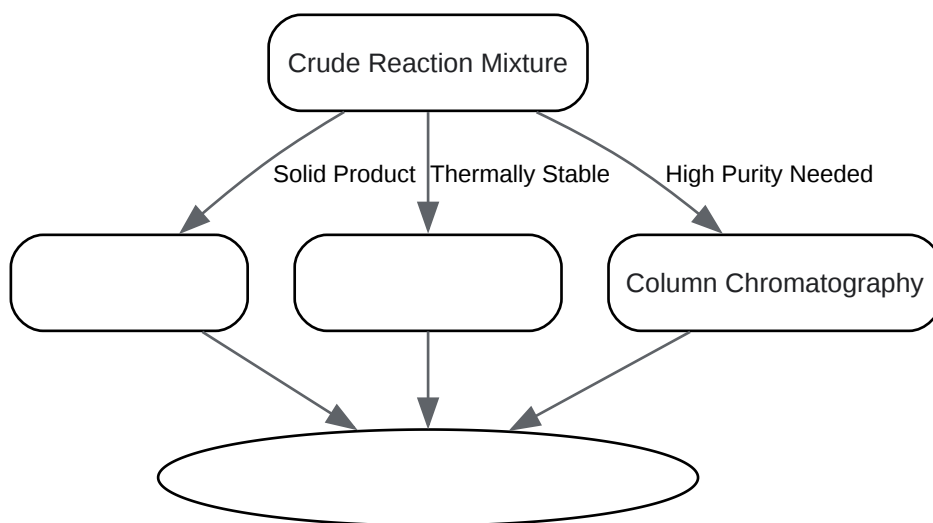 Crude Reaction Mixture
Solid Product
Thermally Stable
High Purity Needed
Column Chromatography